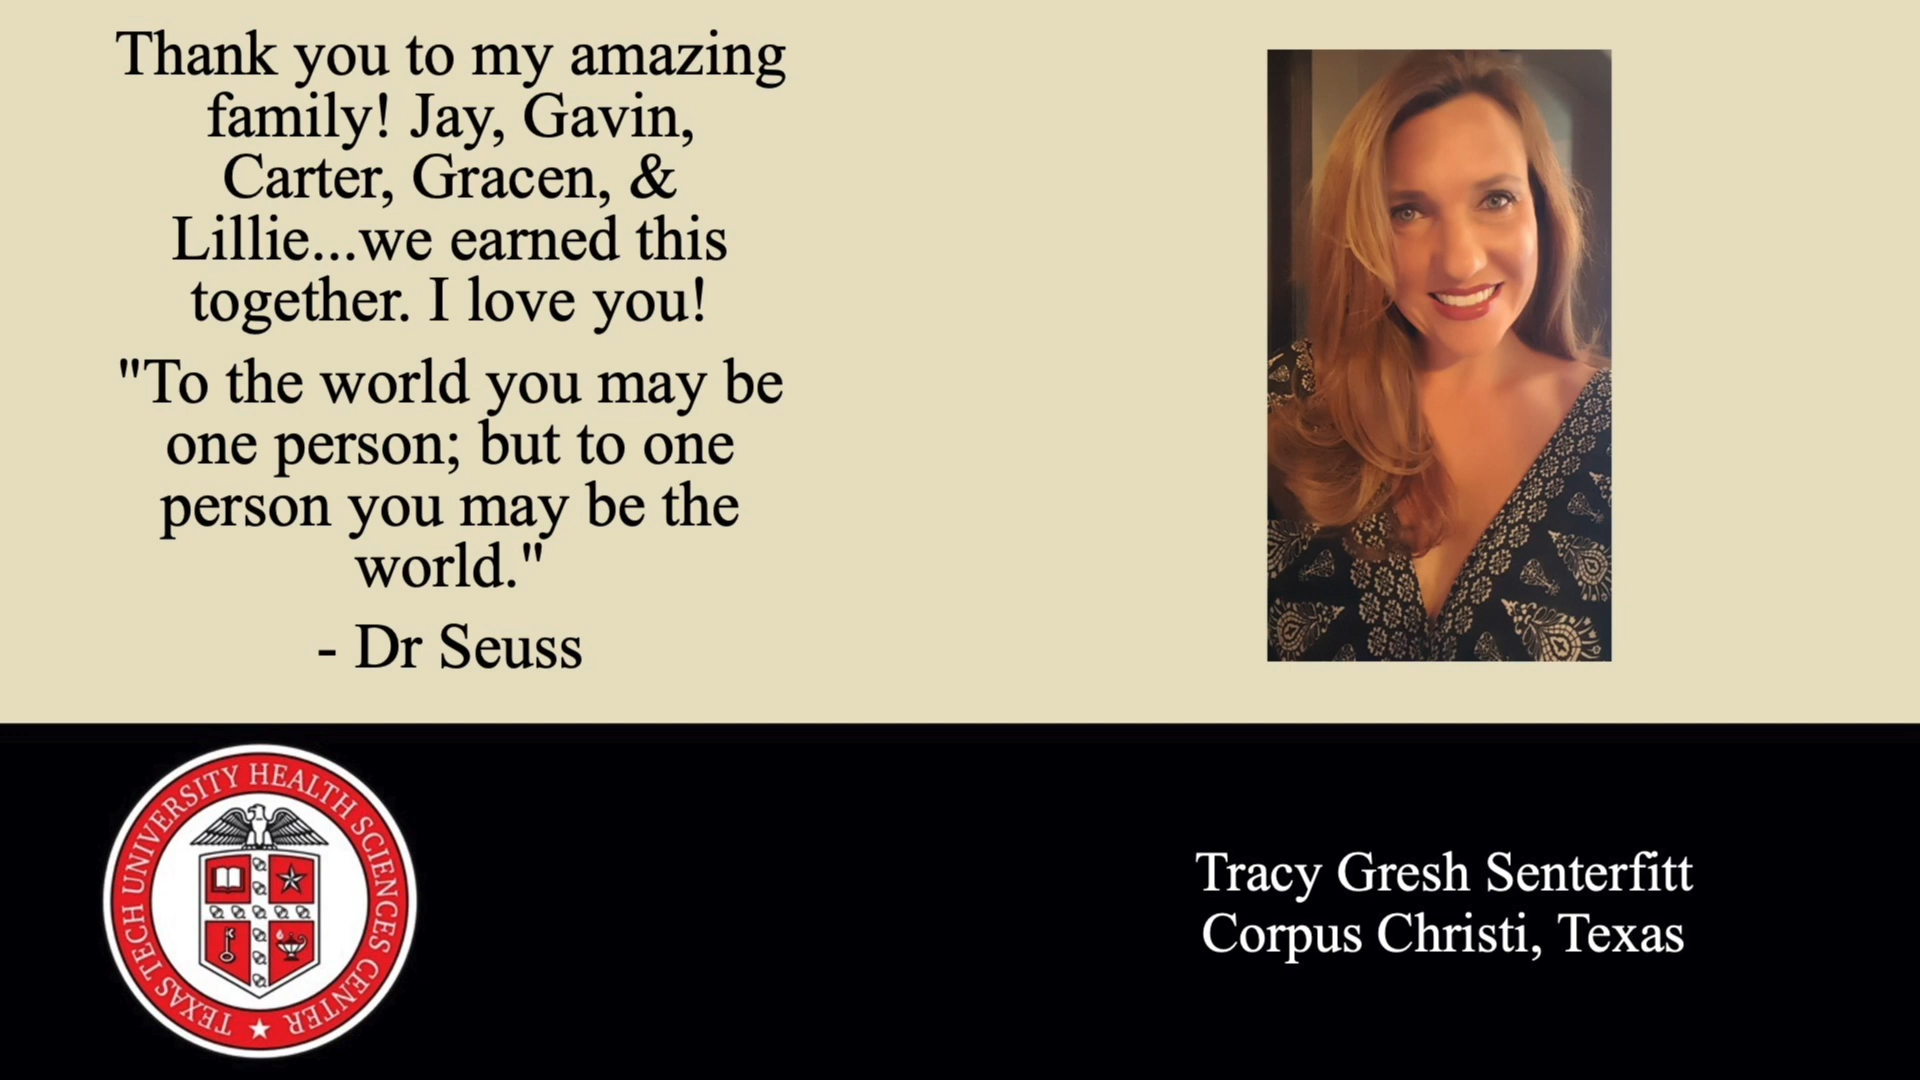 Thank you to my amazing
family! Jay, Gavin,
Carter, Gracen, &
Lillie...we earned this
together. I love you!
"To the world you may be
one person; but to one
person you may be the
world."
- Dr Seuss
TEXAS TECH UNIVERSITY HEALTH SCIENCES CENTER
Tracy Gresh Senterfitt
Corpus Christi, Texas